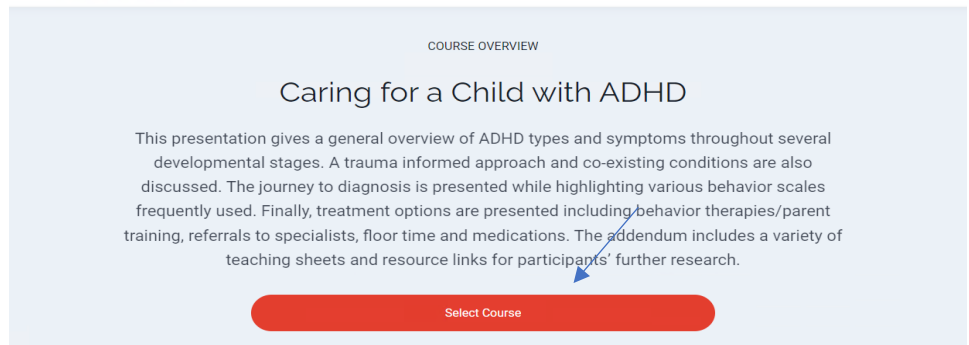 COURSE OVERVIEW
Caring for a Child with ADHD
This presentation gives a general overview of ADHD types and symptoms throughout several
developmental stages. A trauma informed approach and co-existing conditions are also
discussed. The journey to diagnosis is presented while highlighting various behavior scales
frequently used. Finally, treatment options are presented including behavior therapies/parent
training, referrals to specialists, floor time and medications. The addendum includes a variety of
teaching sheets and resource links for participants’ further research.
Select Course